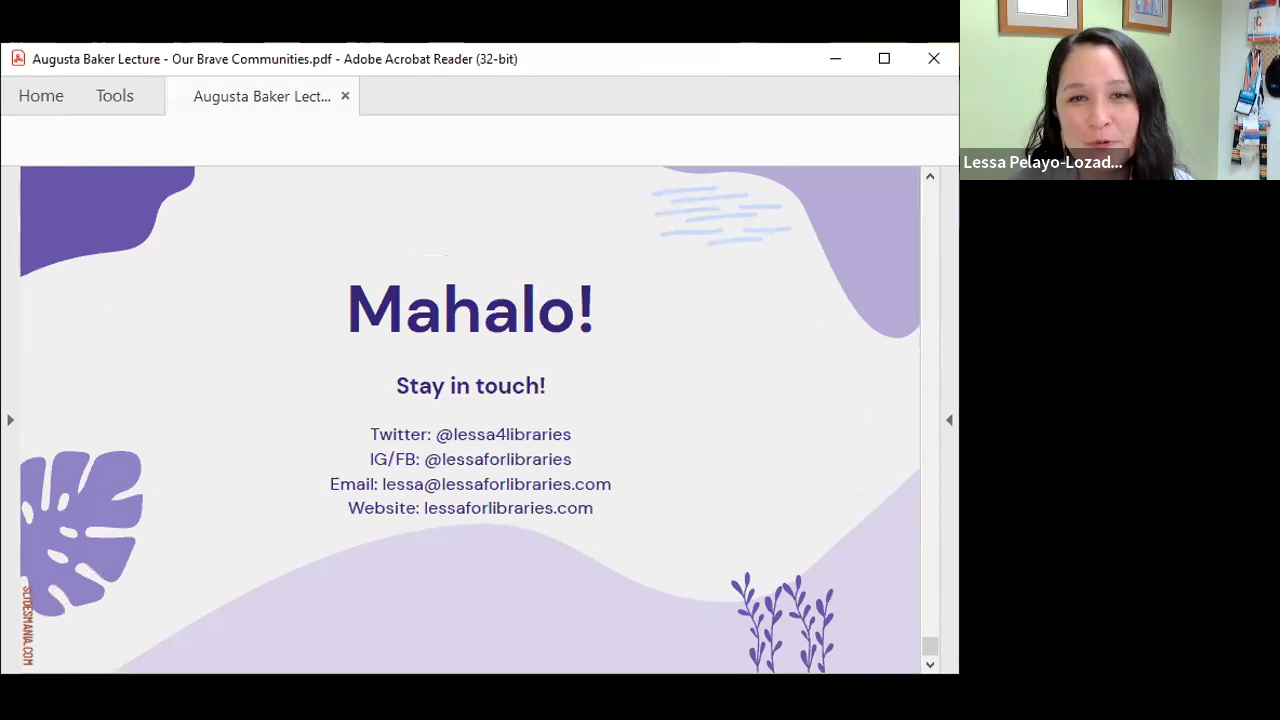 Augusta Baker Lecture - Our Brave Communities.pdf - Adobe Acrobat Reader (32-bit)
Home
Tools
Augusta Baker Lect...
Lessa Pelayo-Lozad...
Mahalo!
Stay in touch!
Twitter: @lessa4libraries
IG/FB: @lessaforlibraries
Email: lessa@lessaforlibraries.com
Website: lessaforlibraries.com
SLIDESMANIA.COM